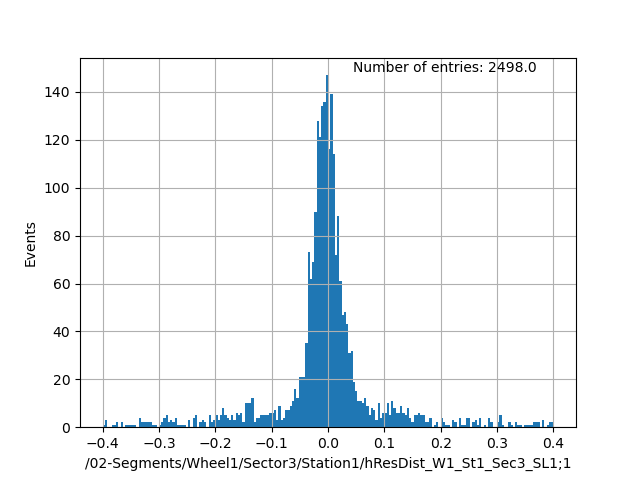 Number of entries: 2498.0
140
120
100
80
60
40
20
0
Events
−0.4 −0.3 −0.2 −0.1 0.0 0.1 0.2 0.3 0.4
/02-Segments/Wheel1/Sector3/Station1/hResDist_W1_St1_Sec3_SL1;1